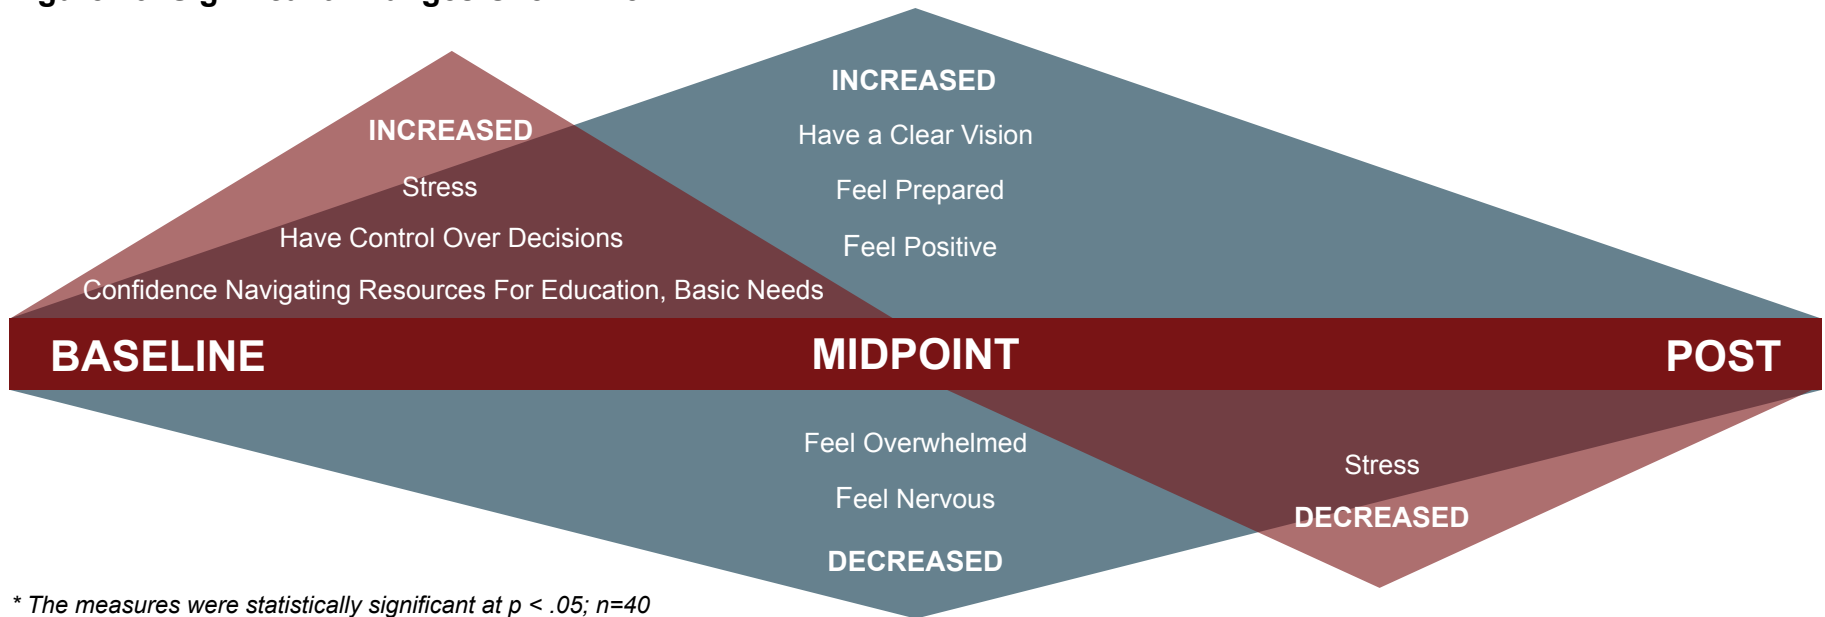 INCREASED
Stress
Have Control Over Decisions
Confidence Navigating Resources For Education, Basic Needs
INCREASED
Have a Clear Vision
Feel Prepared
Feel Positive
BASELINE
MIDPOINT
POST
Feel Overwhelmed
Feel Nervous
DECREASED
Stress
DECREASED
* The measures were statistically significant at p < .05; n=40